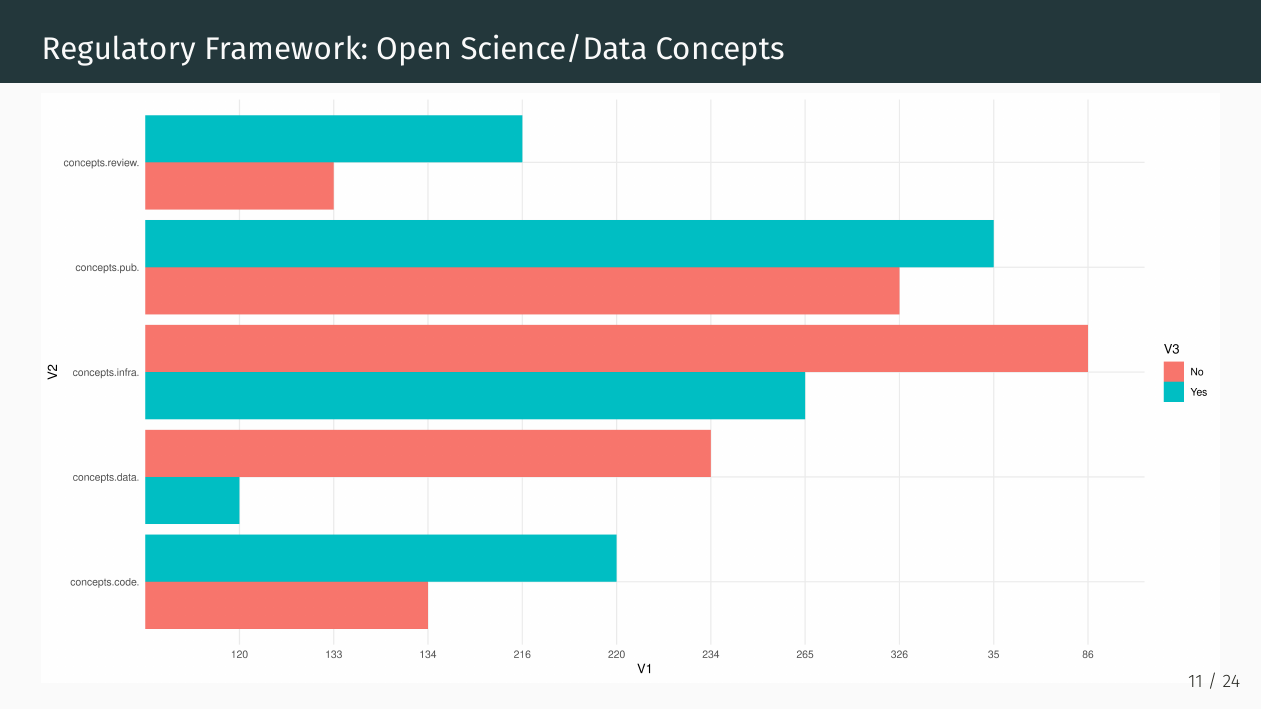 Regulatory Framework: Open Science/Data Concepts
concepts.review.
concepts.pub.
concepts.infra.
concepts.data.
concepts.code.
V2
120 133 134 216 220 234 265 326 35 86
V1
V3
No
Yes
11 / 24